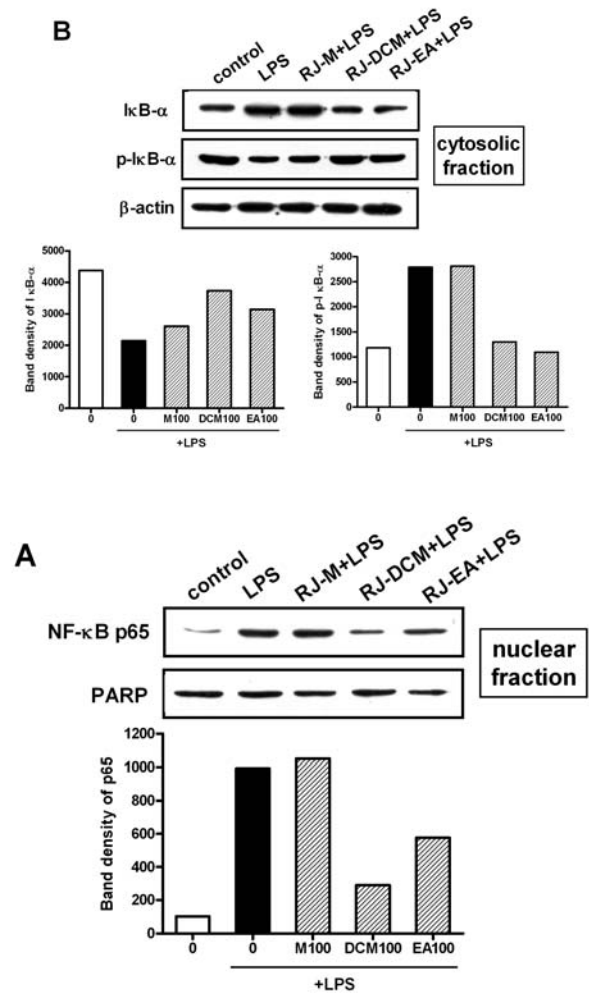 B
control LPS RJ-M+LPS RJ-DCM+LPS RJ-EA+LPS
IκB-α
p-IκB-α
β-actin
cytosolic
fraction
Band density of I κB-α
5000
4000
3000
2000
1000
0
0 0 M100 DCM100 EA100
+LPS
Band density of p-I κB-α
3000
2500
2000
1500
1000
500
0
0 0 M100 DCM100 EA100
+LPS
A
control LPS RJ-M+LPS RJ-DCM+LPS RJ-EA+LPS
NF-κB p65
PARP
nuclear
fraction
Band density of p65
1200
1000
800
600
400
200
0
0 0 M100 DCM100 EA100
+LPS